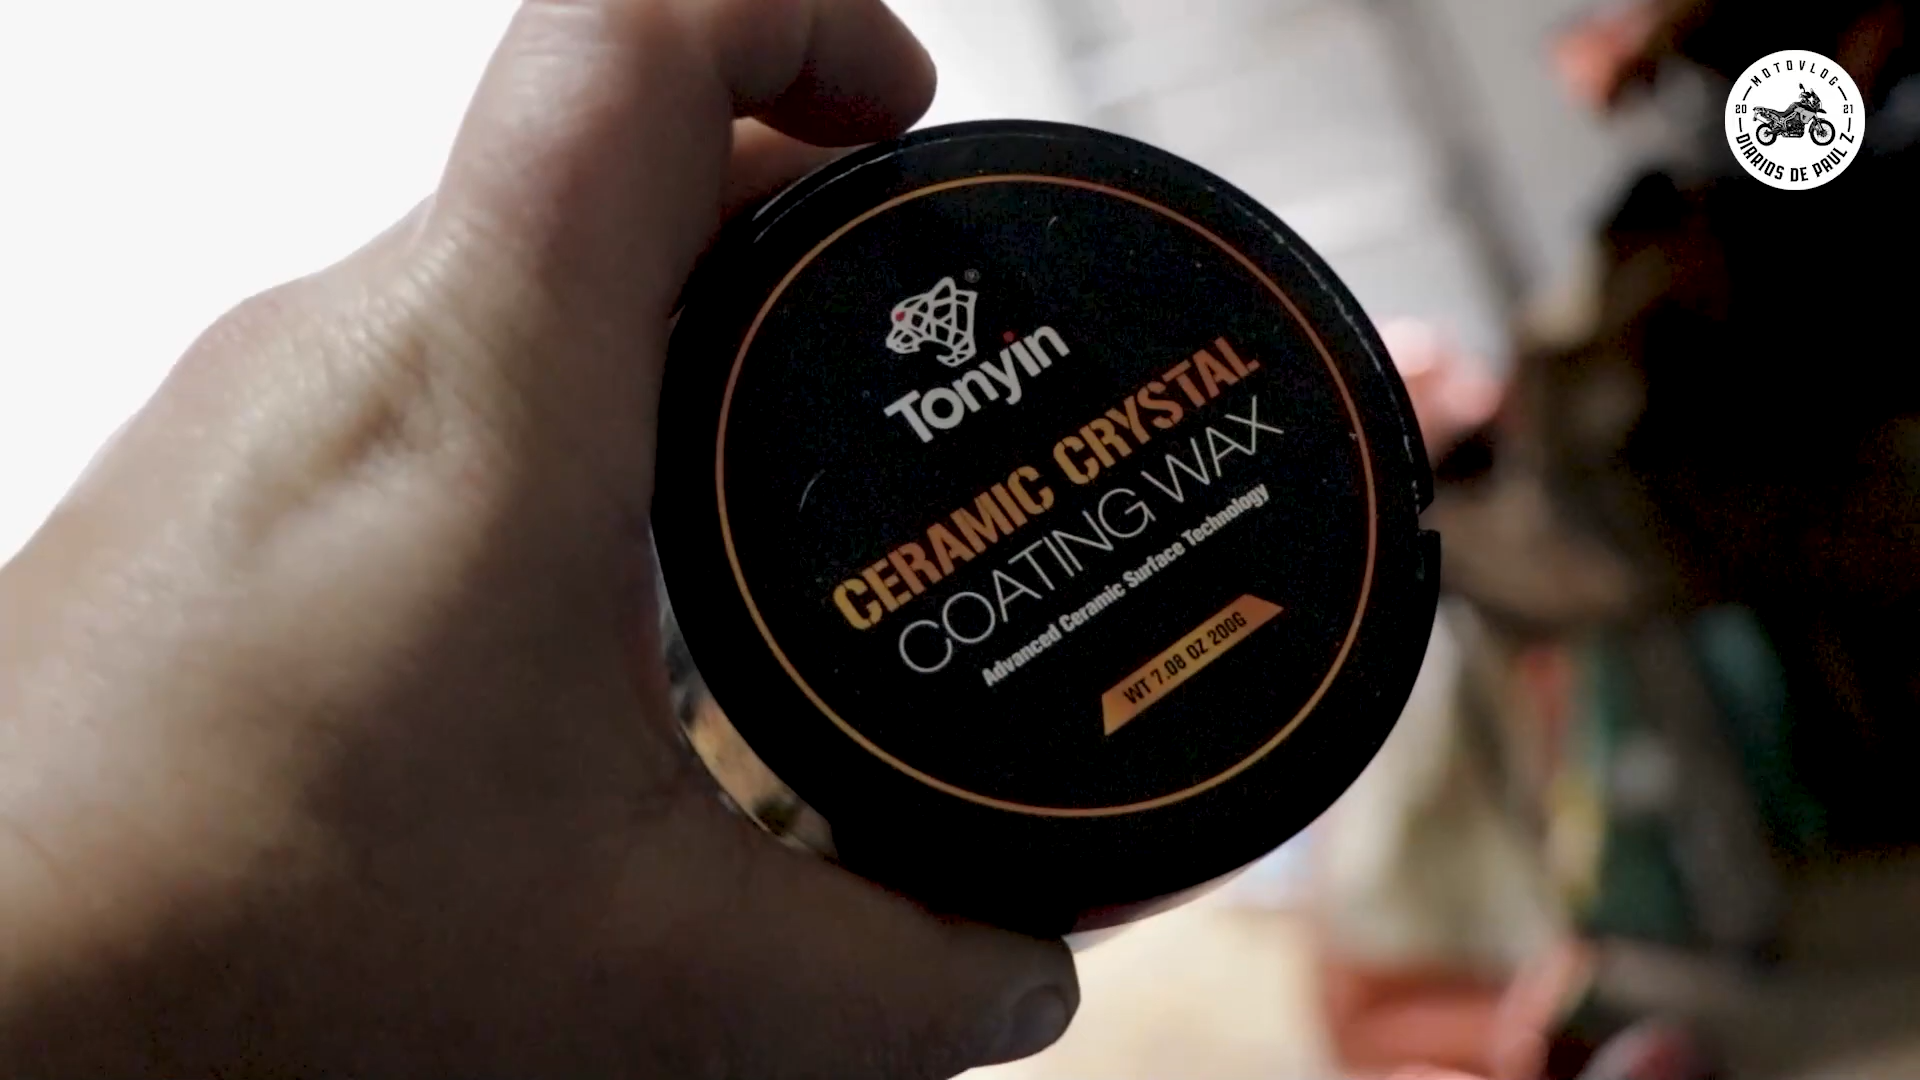 MOTOVLOG
20 21
DIARIOS DE PAUL Z
®
Tonyin
CERAMIC CRYSTAL
COATING WAX
Advanced Ceramic Surface Technology
WT 7.08 OZ 200G